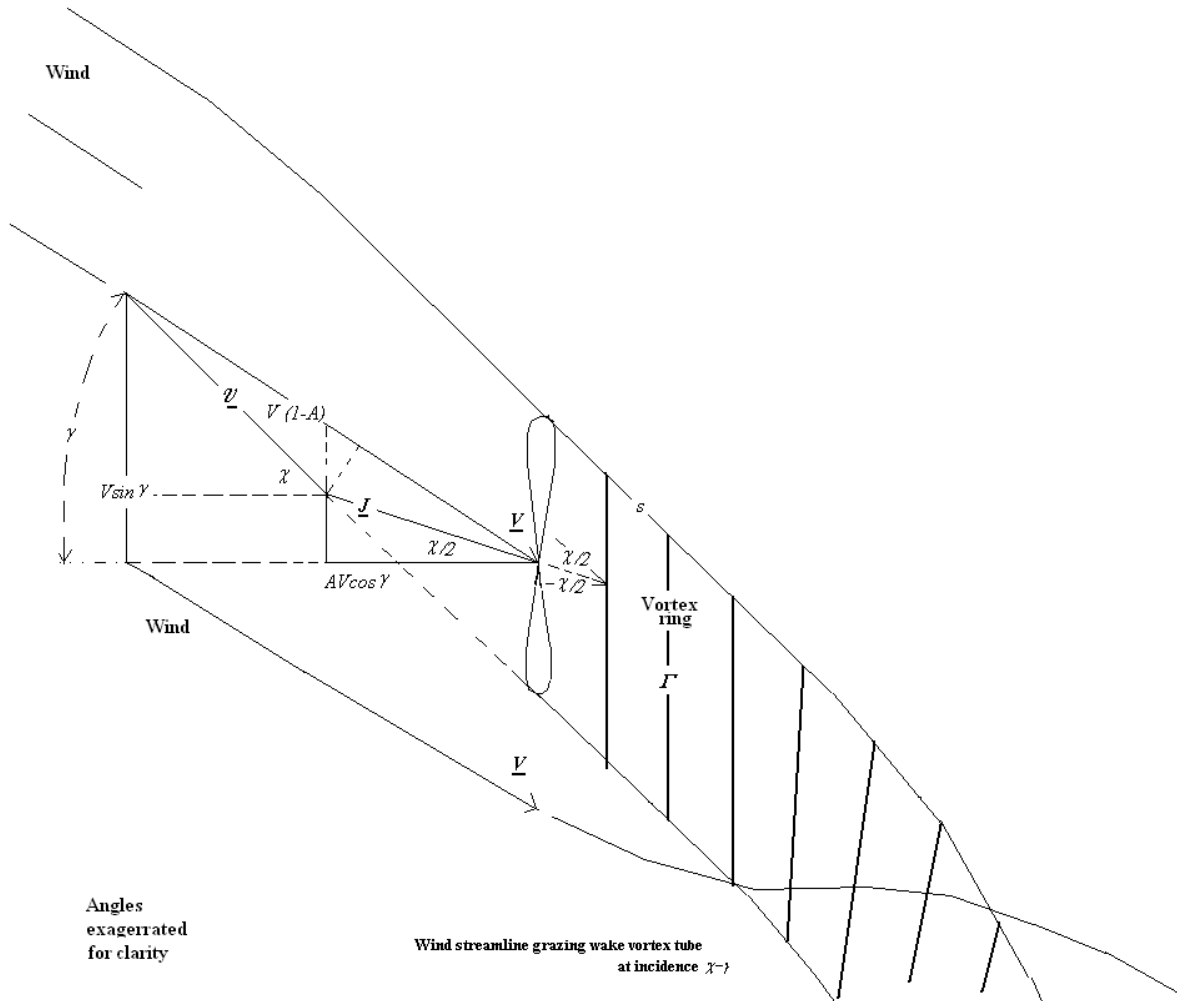 Wind
v
V (1-A)
γ
χ
Vsin γ
J
V
s
χ/2
χ/2
-χ/2
AVcos γ
Vortex
ring
Wind
Γ
V
Angles
exagerrated
for clarity
Wind streamline grazing wake vortex tube
at incidence χ-γ